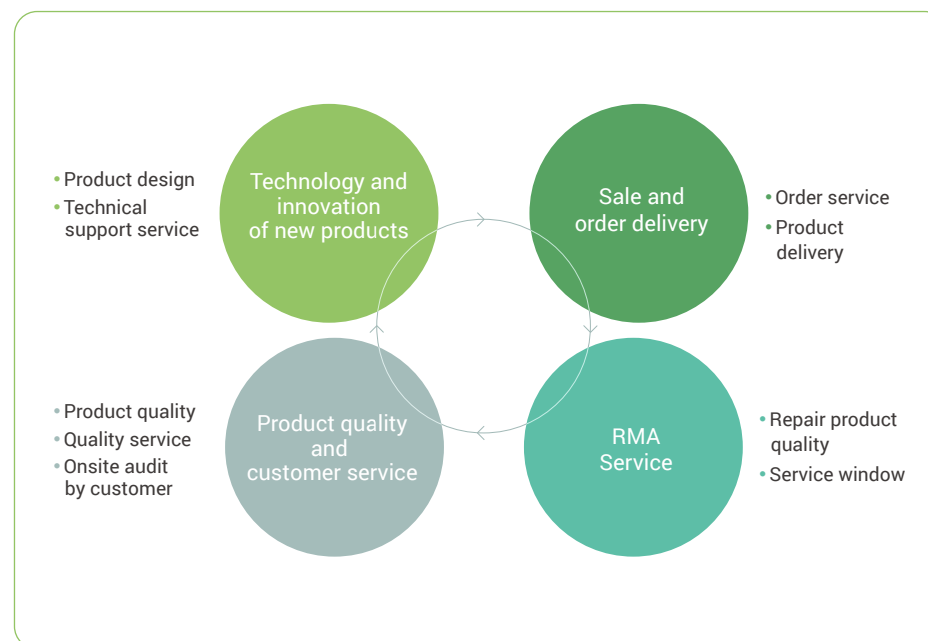 • Product design
• Technical
support service
Technology and
innovation
of new products
Sale and
order delivery
• Order service
• Product
delivery
• Product quality
• Quality service
• Onsite audit
by customer
Product quality
and
customer service
RMA
Service
• Repair product
quality
• Service window